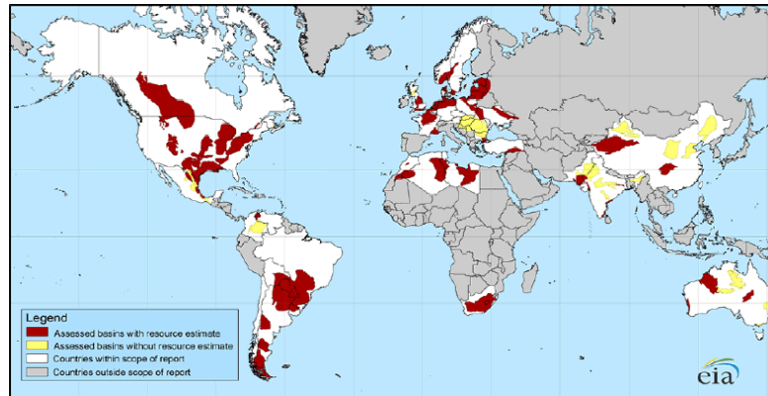 Legend
Assessed basins with resource estimate
Assessed basins without resource estimate
Countries within scope of report
Countries outside scope of report
eia